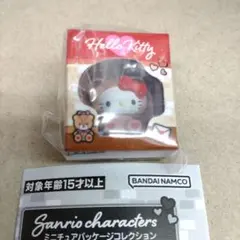 Hello Kitty
対象年齢15才以上
BANDAI NAMCO
Sanrio characters
ミニチュアパッケージコレクション